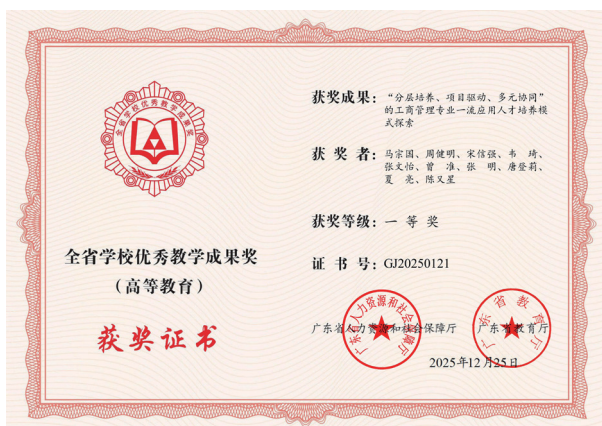 全省学校优秀教学成果奖
全省学校优秀教学成果奖
（高等教育）
获奖证书
获奖成果：“分层培养、项目驱动、多元协同”
的工商管理专业一流应用人才培养模
式探索
获 奖 者：马宗国、周健明、宋信强、韦 琦、
张文怡、曾 准、张 明、唐登莉、
夏 亮、陈又星
获奖等级：一 等 奖
证 书 号：GJ20250121
广东省人力资源和社会保障厅 广东省教育厅
广东省人力资源和社会保障厅
广东省教育厅
2025年12月25日